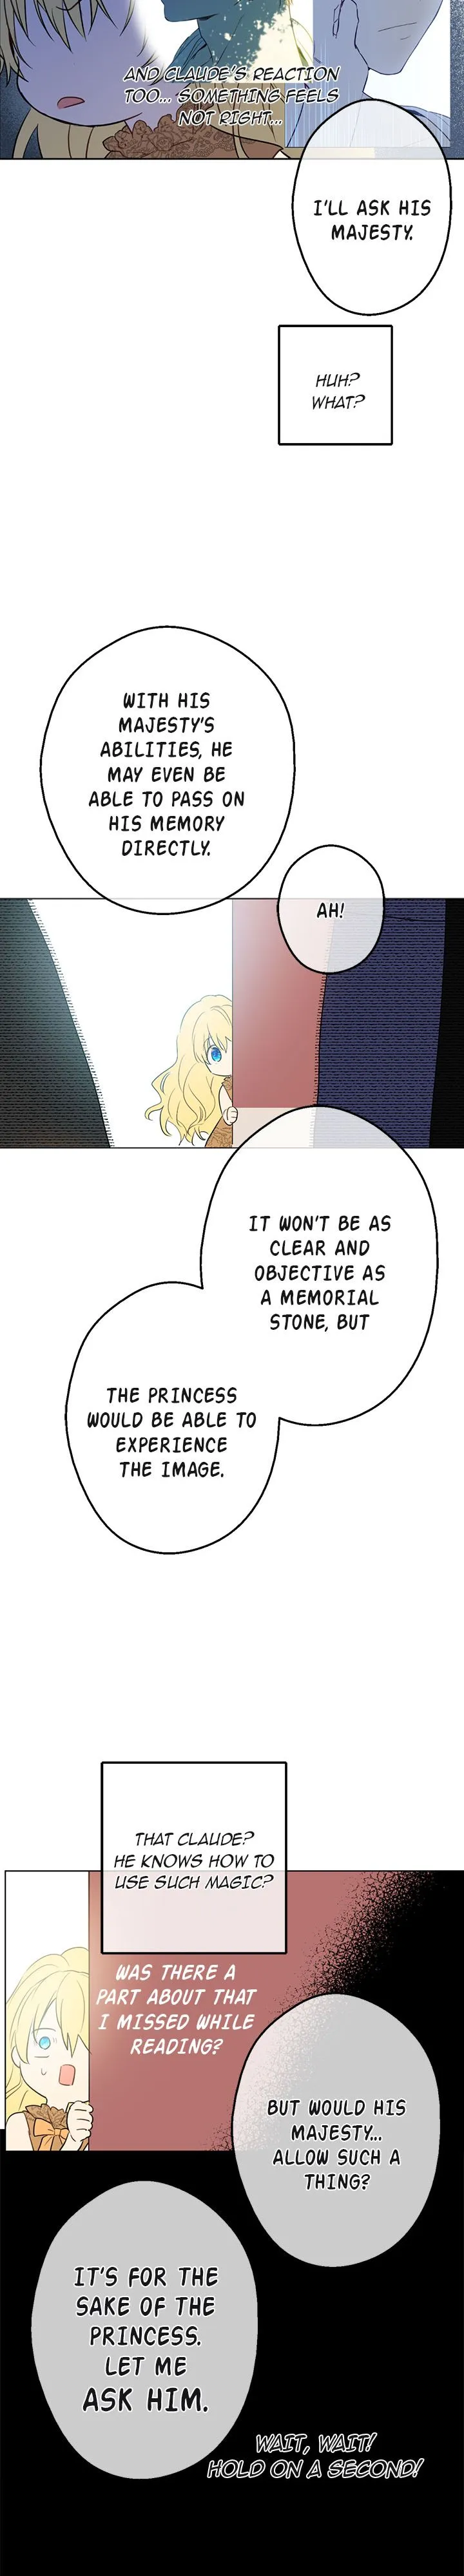 AND CLAUDE'S REACTION
TOO... SOMETHING FEELS
NOT RIGHT...
I'LL ASK HIS
MAJESTY.
HUH?
WHAT?
WITH HIS
MAJESTY'S
ABILITIES, HE
MAY EVEN BE
ABLE TO PASS ON
HIS MEMORY
DIRECTLY.
AH!
IT WON'T BE AS
CLEAR AND
OBJECTIVE AS
A MEMORIAL
STONE, BUT
THE PRINCESS
WOULD BE ABLE TO
EXPERIENCE
THE IMAGE.
THAT CLAUDE?
HE KNOWS HOW TO
USE SUCH MAGIC?
WAS THERE A
PART ABOUT THAT
I MISSED WHILE
READING?
BUT WOULD HIS
MAJESTY...
ALLOW SUCH A
THING?
IT'S FOR THE
SAKE OF THE
PRINCESS.
LET ME
ASK HIM.
WAIT, WAIT!
HOLD ON A SECOND!